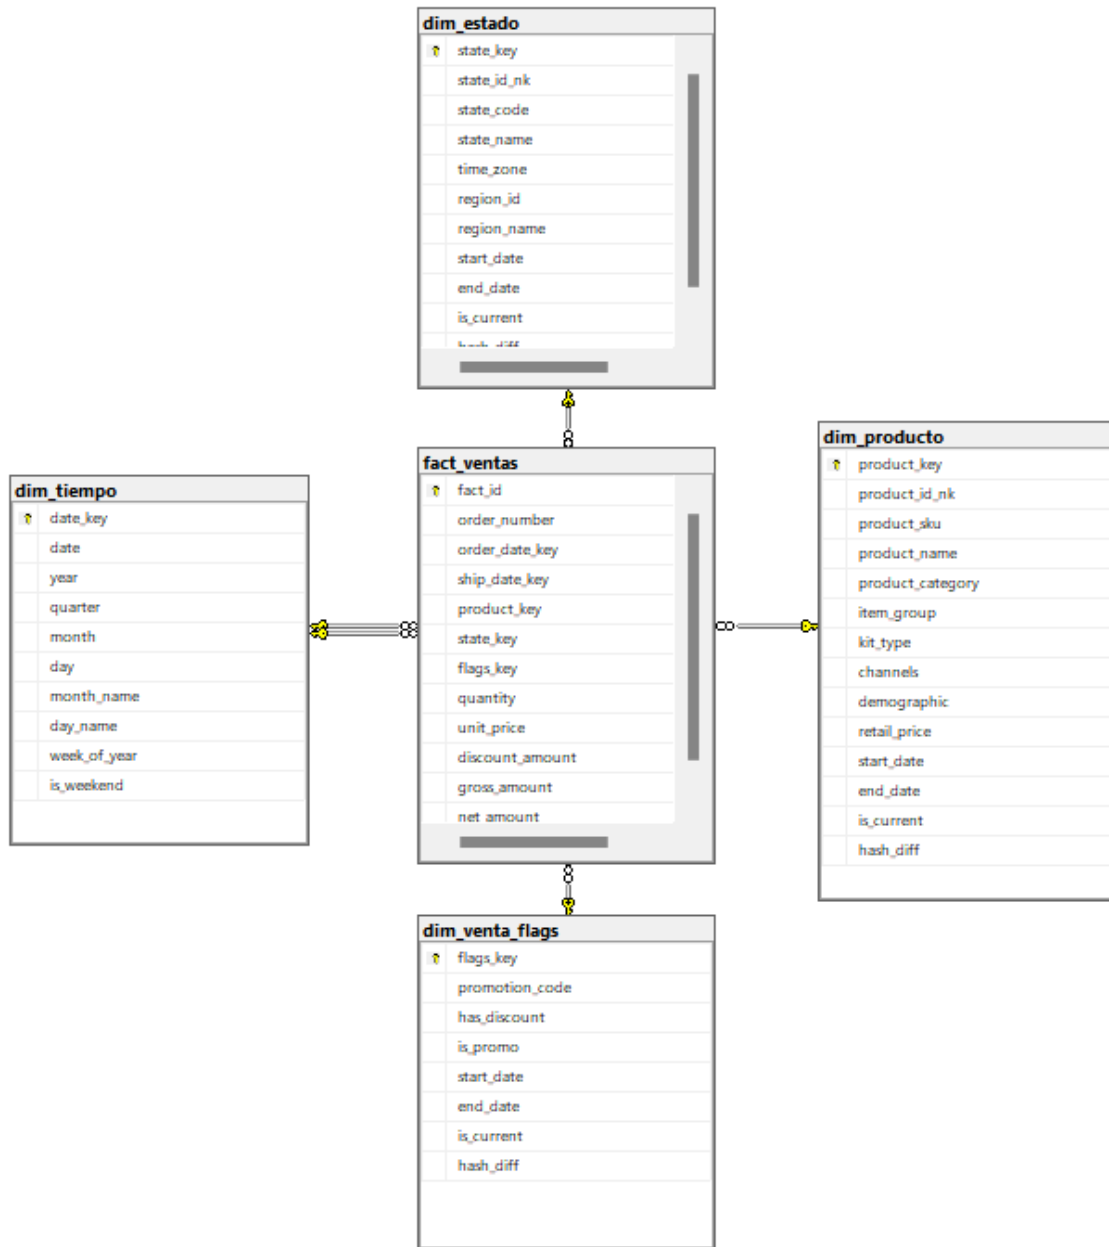 dim_estado
state_key
state_id_nk
state_code
state_name
time_zone
region_id
region_name
start_date
end_date
is_current
hash_diff
dim_tiempo
date_key
date
year
quarter
month
day
month_name
day_name
week_of_year
is_weekend
fact_ventas
fact_id
order_number
order_date_key
ship_date_key
product_key
state_key
flags_key
quantity
unit_price
discount_amount
gross_amount
net_amount
dim_producto
product_key
product_id_nk
product_sku
product_name
product_category
item_group
kit_type
channels
demographic
retail_price
start_date
end_date
is_current
hash_diff
dim_venta_flags
flags_key
promotion_code
has_discount
is_promo
start_date
end_date
is_current
hash_diff